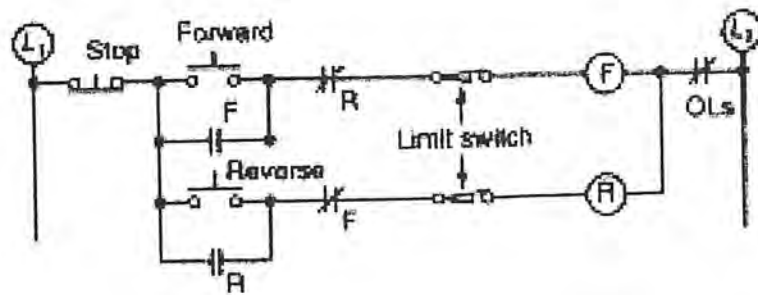 L1
L2
Stop
Forward
F
R
F
OLs
Limit switch
Reverse
F
R
R